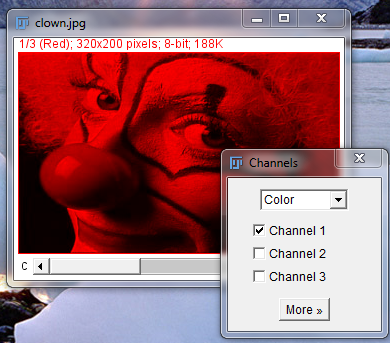 clown.jpg
1/3 (Red); 320x200 pixels; 8-bit; 188K
Channels
Color
Channel 1
Channel 2
Channel 3
c
More »